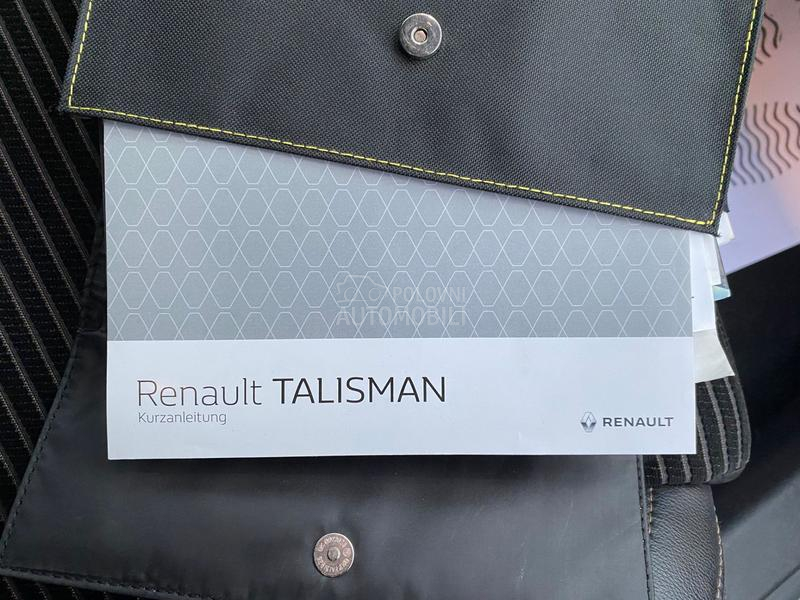 POLOVNI
AUTOMOBILI
Renault TALISMAN
Kurzanleitung
RENAULT